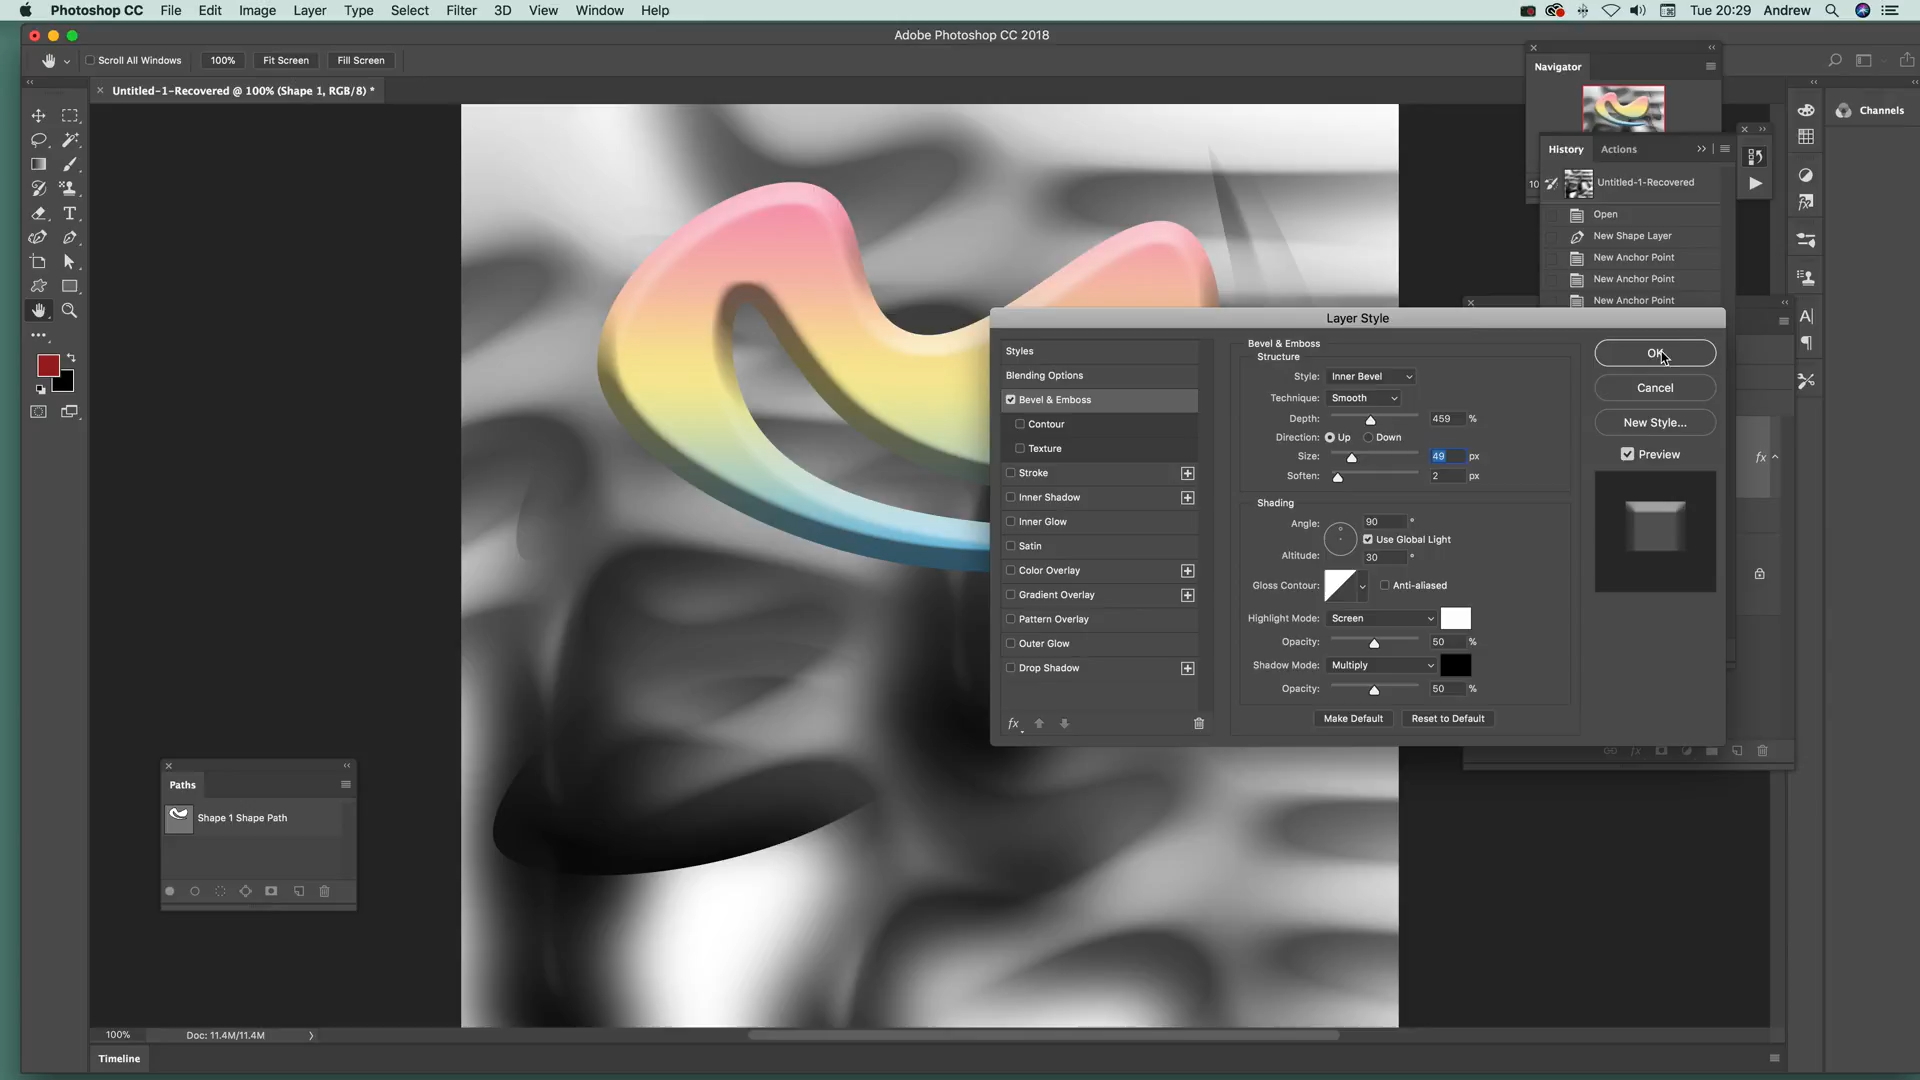 Photoshop CC File Edit Image Layer Type Select Filter 3D View Window Help Tue 20:29 Andrew
Adobe Photoshop CC 2018
Scroll All Windows 100% Fit Screen Fill Screen
Navigator
Untitled-1-Recovered @ 100% (Shape 1, RGB/8) *
Channels
History Actions
10
Untitled-1-Recovered
Open
New Shape Layer
New Anchor Point
New Anchor Point
New Anchor Point
Layer Style
Styles
Blending Options
Bevel & Emboss
Contour
Texture
Stroke
Inner Shadow
Inner Glow
Satin
Color Overlay
Gradient Overlay
Pattern Overlay
Outer Glow
Drop Shadow
fx
Bevel & Emboss
Structure
Style: Inner Bevel
Technique: Smooth
Depth: 459 %
Direction: Up Down
Size: 49 px
Soften: 2 px
Shading
Angle: 90 °
Use Global Light
Altitude: 30 °
Gloss Contour: Anti-aliased
Highlight Mode: Screen
Opacity: 50 %
Shadow Mode: Multiply
Opacity: 50 %
Make Default Reset to Default
OK
Cancel
New Style...
Preview
fx
fx
Paths
Shape 1 Shape Path
100% Doc: 11.4M/11.4M
Timeline